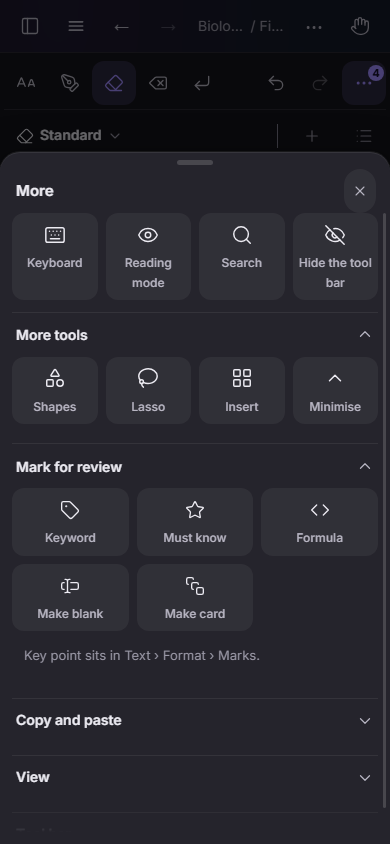 Biolo... / Fi...
AA
4
Standard
More
Keyboard
Reading
mode
Search
Hide the tool
bar
More tools
Shapes
Lasso
Insert
Minimise
Mark for review
Keyword
Must know
Formula
Make blank
Make card
Key point sits in Text › Format › Marks.
Copy and paste
View